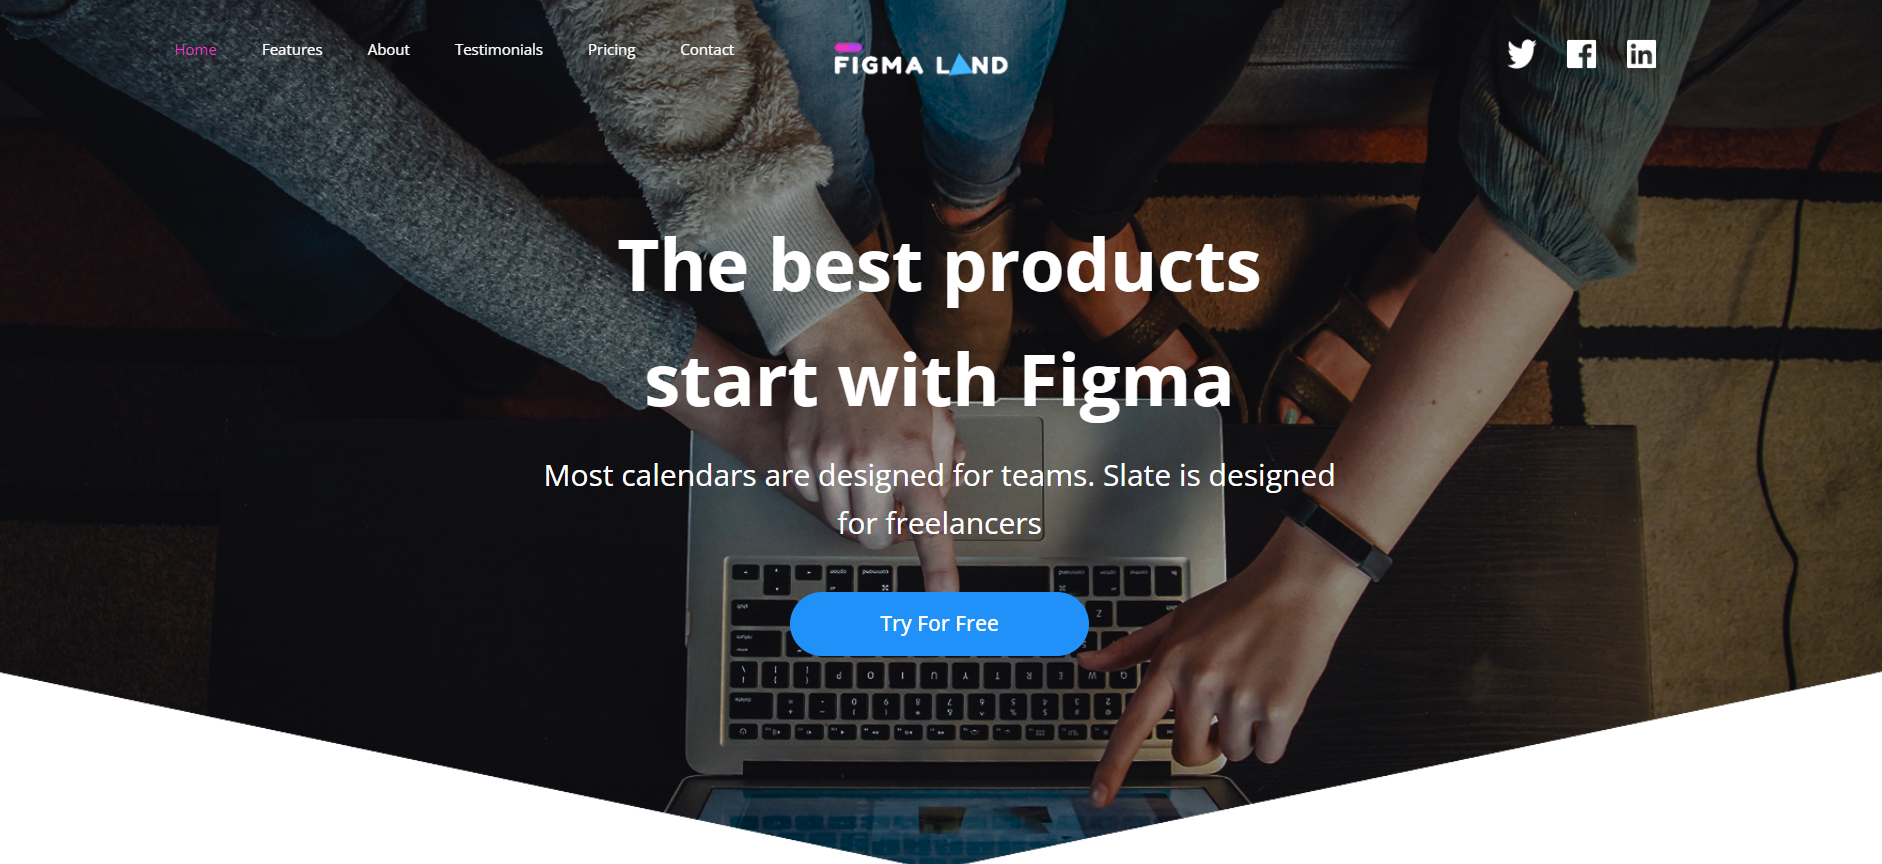 Home Features About Testimonials Pricing Contact
FIGMA LAND
The best products
start with Figma
Most calendars are designed for teams. Slate is designed
for freelancers
Try For Free